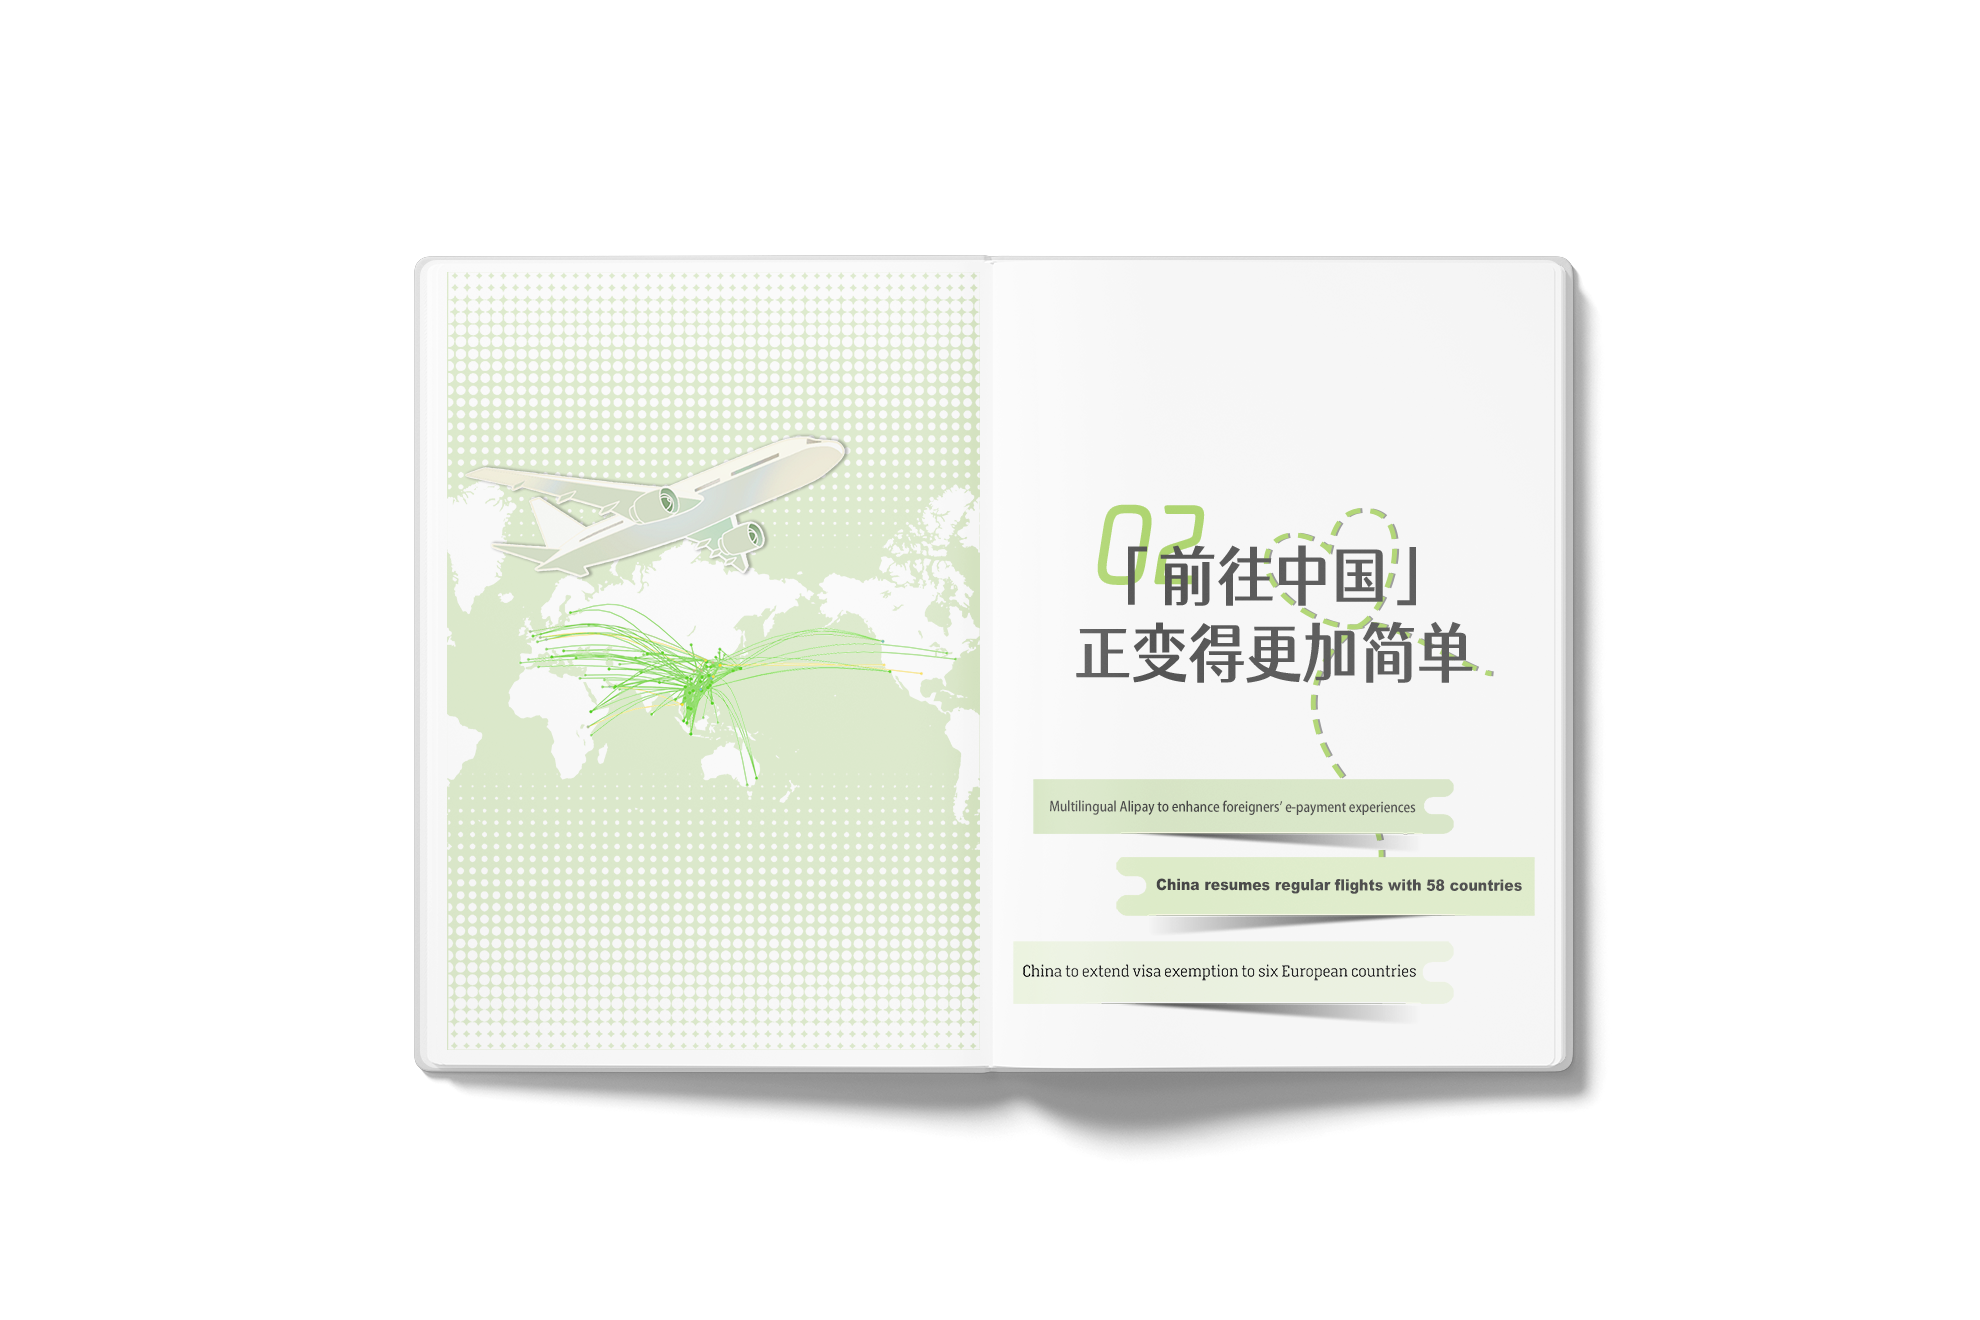 02
「前往中国」
正变得更加简单
Multilingual Alipay to enhance foreigners’ e-payment experiences
China resumes regular flights with 58 countries
China to extend visa exemption to six European countries